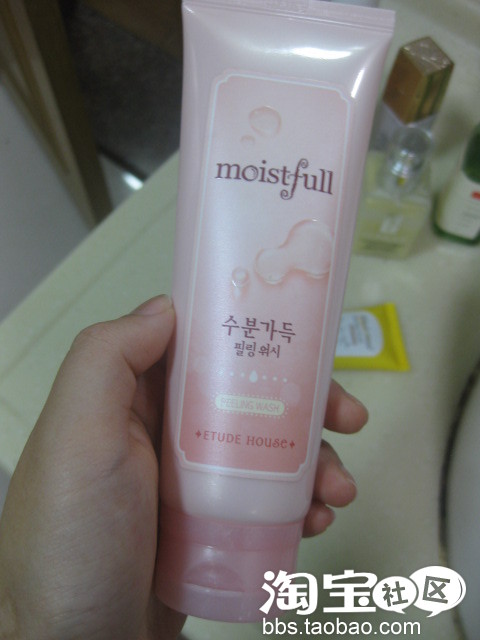 moistfull
수분가득
필링워시
PEELING WASH
ETUDE HOUSE
淘宝社区
bbs.taobao.com